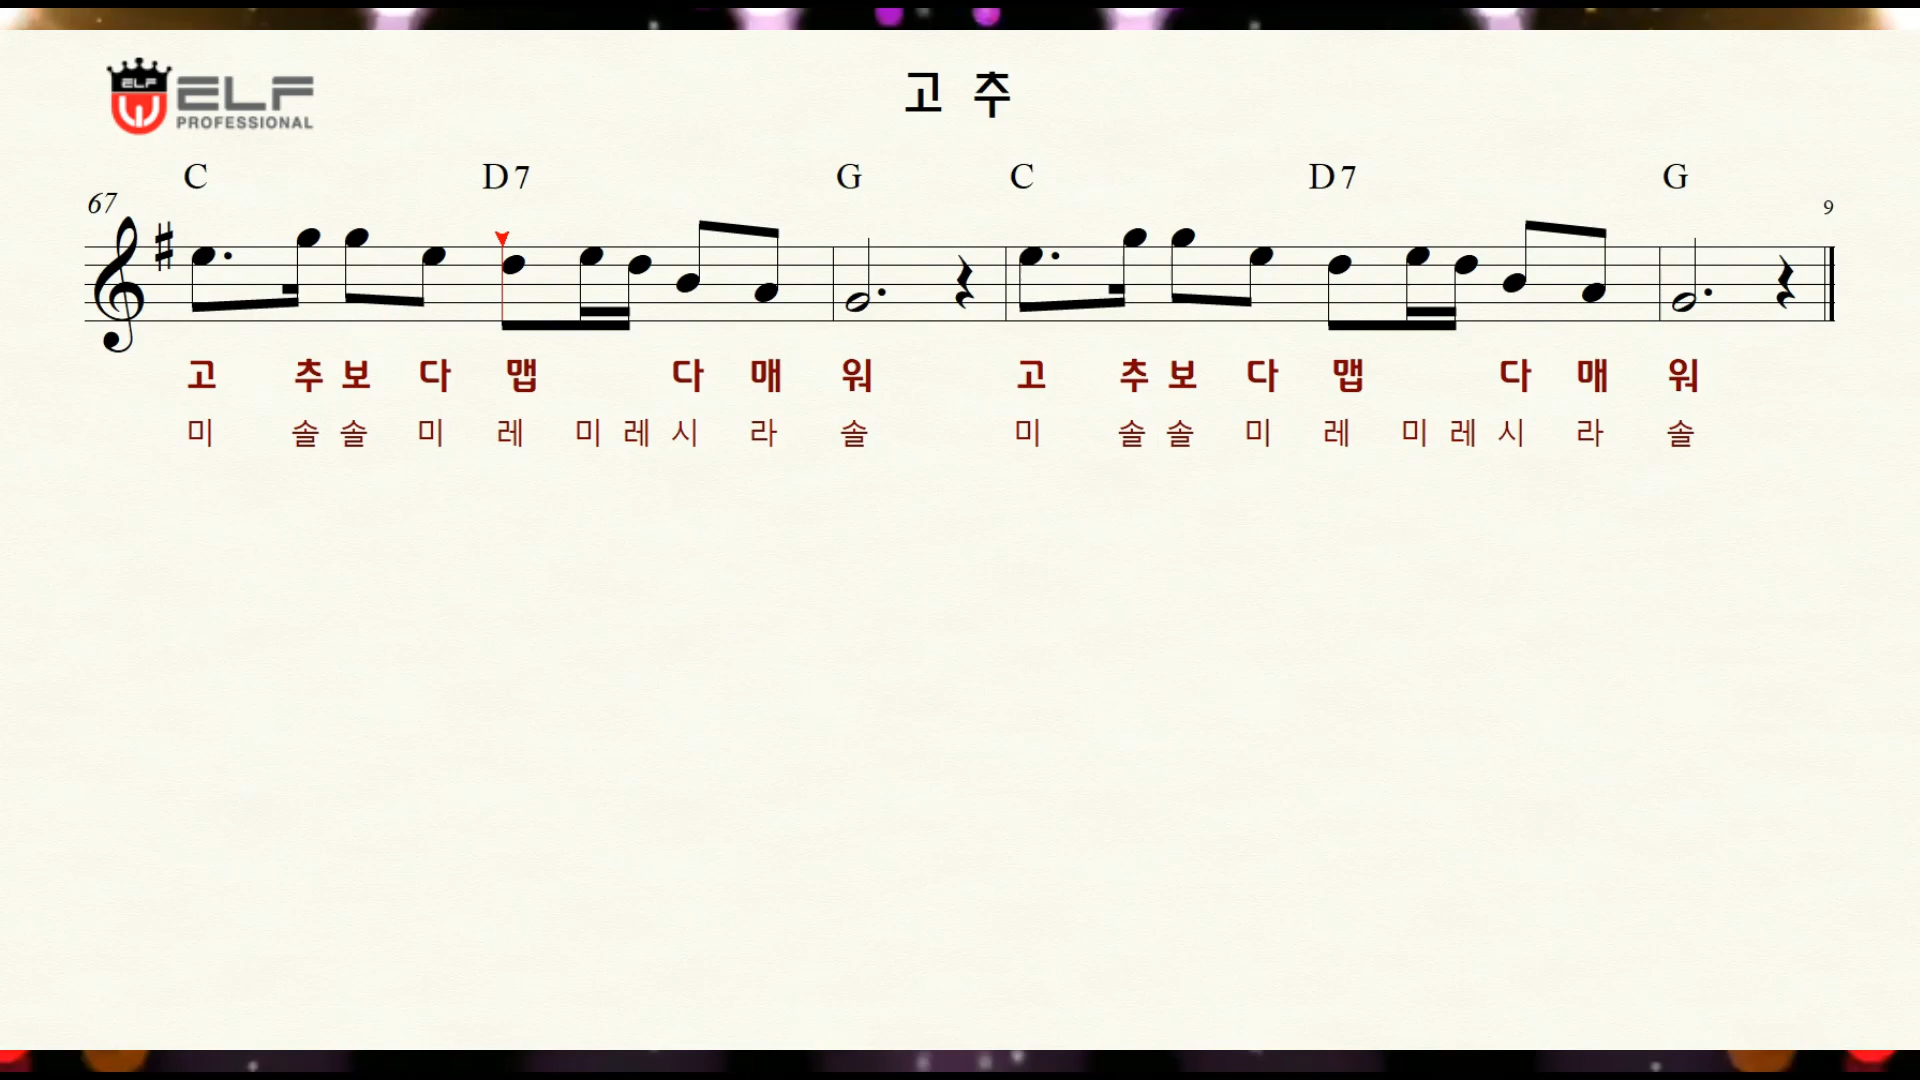 ELF
ELF
PROFESSIONAL
고 추
C D7 G C D7 G
67
9
고 추 보 다 맵 다 매 워 고 추 보 다 맵 다 매 워
미 솔 솔 미 레 미 레 시 라 솔 미 솔 솔 미 레 미 레 시 라 솔